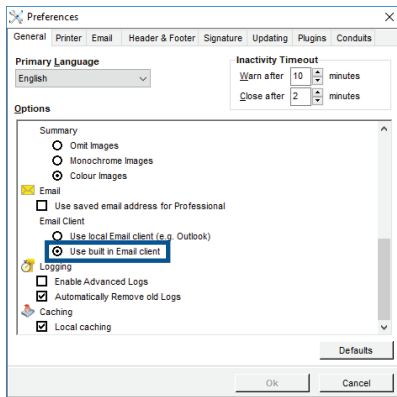 Preferences
General Printer Email Header & Footer Signature Updating Plugins Conduits
Primary Language
English
Inactivity Timeout
Warn after 10 minutes
Close after 2 minutes
Options
Summary
Omit Images
Monochrome Images
Colour Images
Email
Use saved email address for Professional
Email Client
Use local Email client (e.g. Outlook)
Use built in Email client
Logging
Enable Advanced Logs
Automatically Remove old Logs
Caching
Local caching
Defaults
Ok Cancel